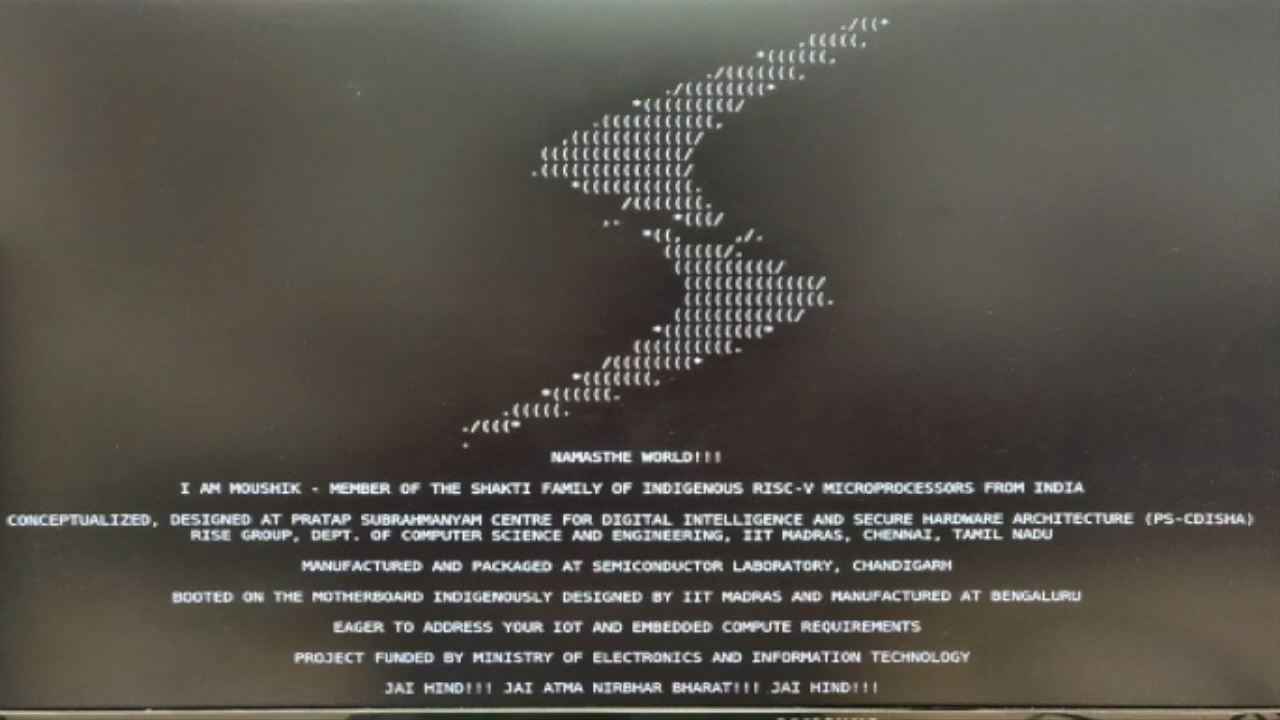 NAMASTHE WORLD!!!
I AM MOUSHIK - MEMBER OF THE SHAKTI FAMILY OF INDIGENOUS RISC-V MICROPROCESSORS FROM INDIA
CONCEPTUALIZED, DESIGNED AT PRATAP SUBRAHMANYAM CENTRE FOR DIGITAL INTELLIGENCE AND SECURE HARDWARE ARCHITECTURE (PS-CDISHA)
RISE GROUP, DEPT. OF COMPUTER SCIENCE AND ENGINEERING, IIT MADRAS, CHENNAI, TAMIL NADU
MANUFACTURED AND PACKAGED AT SEMICONDUCTOR LABORATORY, CHANDIGARH
BOOTED ON THE MOTHERBOARD INDIGENOUSLY DESIGNED BY IIT MADRAS AND MANUFACTURED AT BENGALURU
EAGER TO ADDRESS YOUR IOT AND EMBEDDED COMPUTE REQUIREMENTS
PROJECT FUNDED BY MINISTRY OF ELECTRONICS AND INFORMATION TECHNOLOGY
JAI HIND!!! JAI ATMA NIRBHAR BHARAT!!! JAI HIND!!!